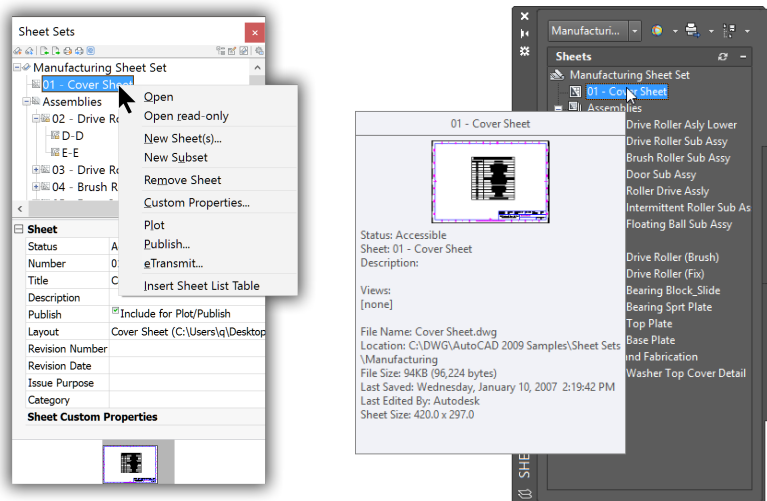 Sheet Sets
Manufacturing Sheet Set
01 - Cover Sheet
Assemblies
02 - Drive Ro
D-D
E-E
03 - Drive Ro
04 - Brush R
Open
Open read-only
New Sheet(s)...
New Subset
Remove Sheet
Custom Properties...
Plot
Publish...
eTransmit...
Insert Sheet List Table
Sheet
Status A
Number 01
Title C
Description
Publish Include for Plot/Publish
Layout Cover Sheet (C:\Users\q\Desktop
Revision Number
Revision Date
Issue Purpose
Category
Sheet Custom Properties
Manufacturi...
Sheets
Manufacturing Sheet Set
01 - Cover Sheet
Assemblies
Drive Roller Asly Lower
Drive Roller Sub Assy
Brush Roller Sub Assy
Door Sub Assy
Roller Drive Assly
Intermittent Roller Sub As
Floating Ball Sub Assy
Drive Roller (Brush)
Drive Roller (Fix)
Bearing Block_Slide
Bearing Sprt Plate
Top Plate
Base Plate
nd Fabrication
Washer Top Cover Detail
01 - Cover Sheet
Status: Accessible
Sheet: 01 - Cover Sheet
Description:
Views:
[none]
File Name: Cover Sheet.dwg
Location: C:\DWG\AutoCAD 2009 Samples\Sheet Sets
\Manufacturing
File Size: 94KB (96,224 bytes)
Last Saved: Wednesday, January 10, 2007 2:19:42 PM
Last Edited By: Autodesk
Sheet Size: 420.0 x 297.0
SHE